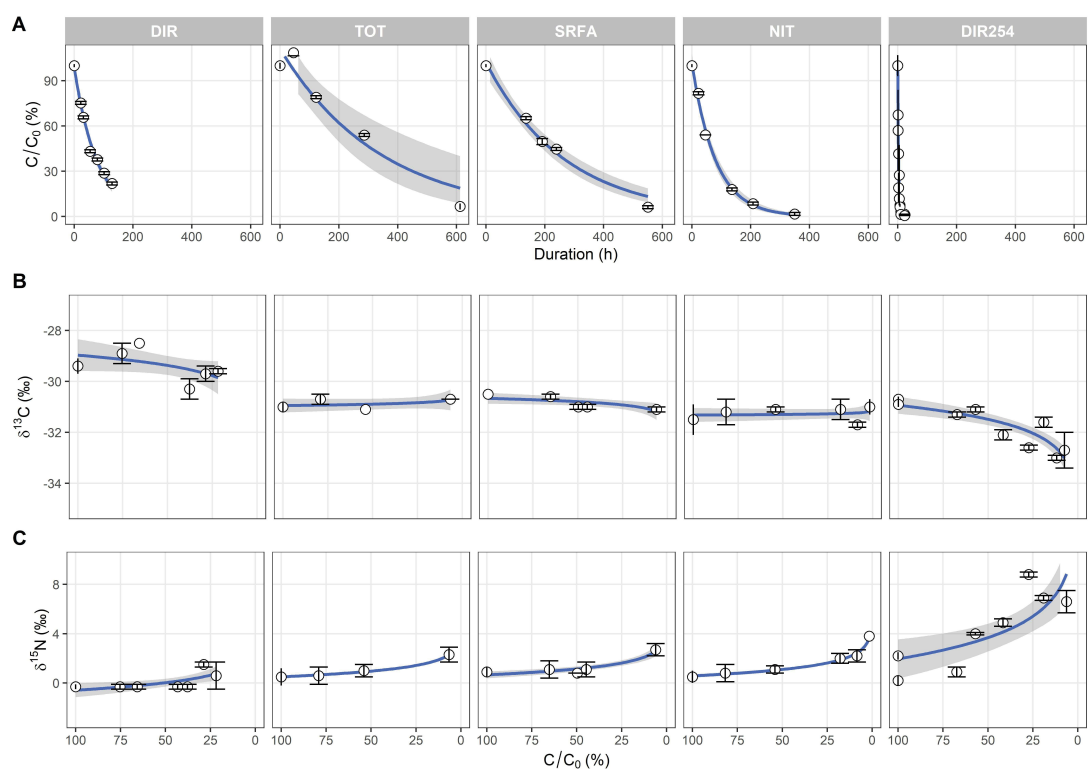 A
DIR TOT SRFA NIT DIR254
C/C0 (%)
90
60
30
0
0 200 400 600 0 200 400 600 0 200 400 600 0 200 400 600 0 200 400 600
Duration (h)
B
δ13C (‰)
-28
-30
-32
-34
C
δ15N (‰)
8
4
0
100 75 50 25 0 100 75 50 25 0 100 75 50 25 0 100 75 50 25 0 100 75 50 25 0
C/C0 (%)